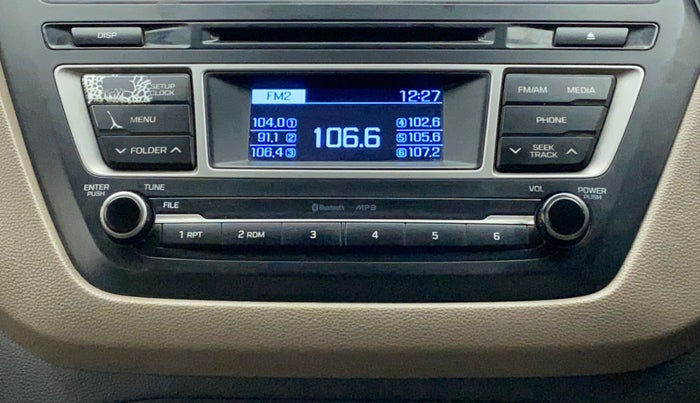 DISP
SETUP
CLOCK
MENU
FOLDER
FM2 12:27
104.0 1
91.1 2
106.4 3
106.6
4 102.6
5 105.6
6 107.2
FM/AM MEDIA
PHONE
SEEK
TRACK
ENTER
PUSH
TUNE
FILE
Bluetooth MP3
VOL
POWER
PUSH
1 RPT 2 RDM 3 4 5 6